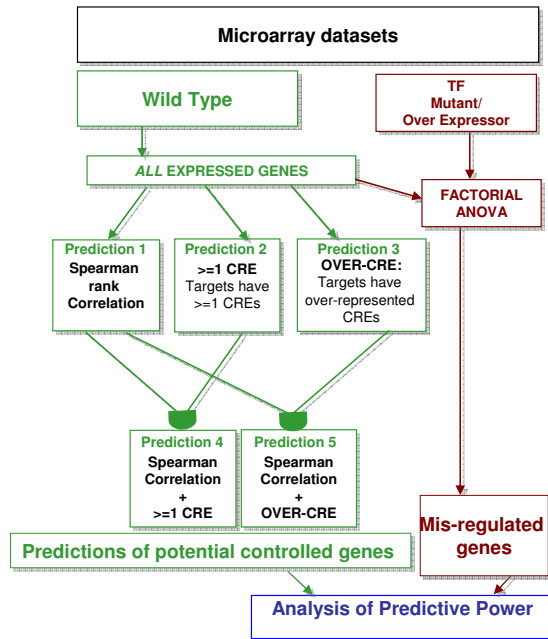 Microarray datasets
Wild Type
TF
Mutant/
Over Expressor
ALL EXPRESSED GENES
FACTORIAL
ANOVA
Prediction 1
Spearman
rank
Correlation
Prediction 2
>=1 CRE
Targets have
>=1 CREs
Prediction 3
OVER-CRE:
Targets have
over-represented
CREs
Prediction 4
Spearman
Correlation
+
>=1 CRE
Prediction 5
Spearman
Correlation
+
OVER-CRE
Mis-regulated
genes
Predictions of potential controlled genes
Analysis of Predictive Power